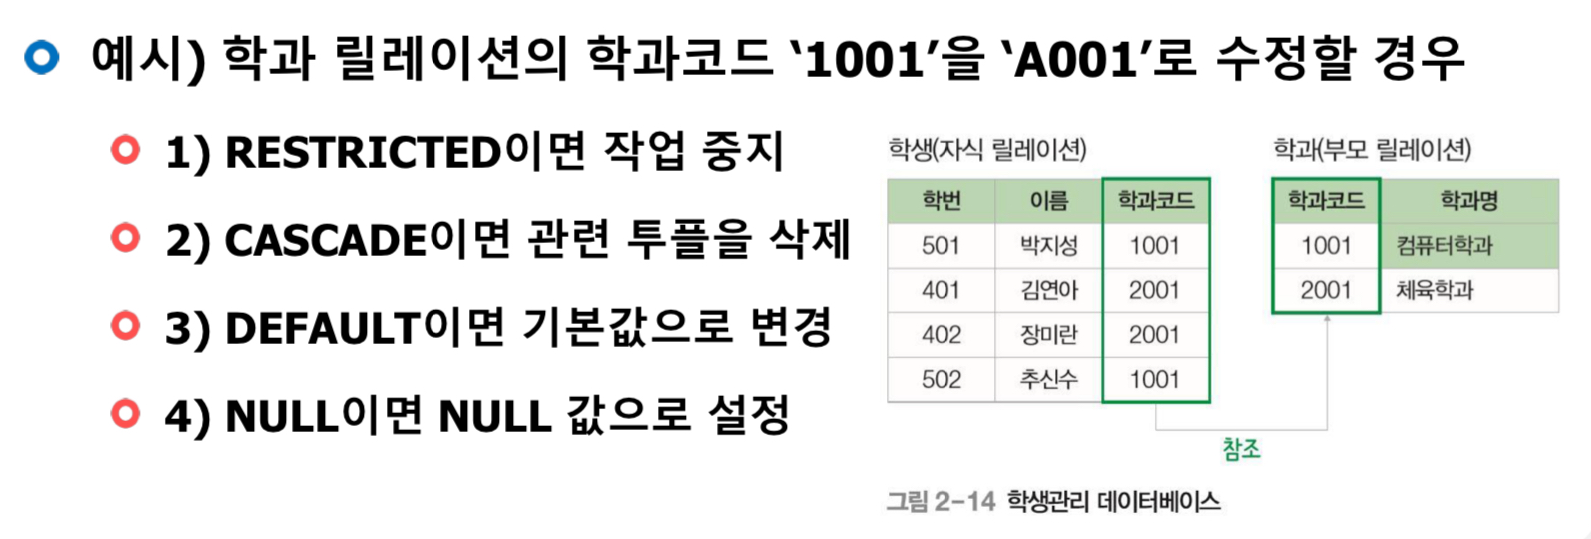 예시) 학과 릴레이션의 학과코드 ‘1001’을 ‘A001’로 수정할 경우
1) RESTRICTED이면 작업 중지
2) CASCADE이면 관련 투플을 삭제
3) DEFAULT이면 기본값으로 변경
4) NULL이면 NULL 값으로 설정
학생(자식 릴레이션)
학번 이름 학과코드
501 박지성 1001
401 김연아 2001
402 장미란 2001
502 추신수 1001
학과(부모 릴레이션)
학과코드 학과명
1001 컴퓨터학과
2001 체육학과
참조
그림 2-14 학생관리 데이터베이스